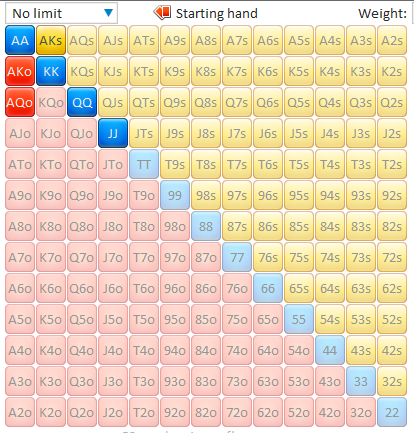 No limit Starting hand Weight:
AA AKs AQs AJs ATs A9s A8s A7s A6s A5s A4s A3s A2s
AKo KK KQs KJs KTs K9s K8s K7s K6s K5s K4s K3s K2s
AQo KQo QQ QJs QTs Q9s Q8s Q7s Q6s Q5s Q4s Q3s Q2s
AJo KJo QJo JJ JTs J9s J8s J7s J6s J5s J4s J3s J2s
ATo KTo QTo JTo TT T9s T8s T7s T6s T5s T4s T3s T2s
A9o K9o Q9o J9o T9o 99 98s 97s 96s 95s 94s 93s 92s
A8o K8o Q8o J8o T8o 98o 88 87s 86s 85s 84s 83s 82s
A7o K7o Q7o J7o T7o 97o 87o 77 76s 75s 74s 73s 72s
A6o K6o Q6o J6o T6o 96o 86o 76o 66 65s 64s 63s 62s
A5o K5o Q5o J5o T5o 95o 85o 75o 65o 55 54s 53s 52s
A4o K4o Q4o J4o T4o 94o 84o 74o 64o 54o 44 43s 42s
A3o K3o Q3o J3o T3o 93o 83o 73o 63o 53o 43o 33 32s
A2o K2o Q2o J2o T2o 92o 82o 72o 62o 52o 42o 32o 22